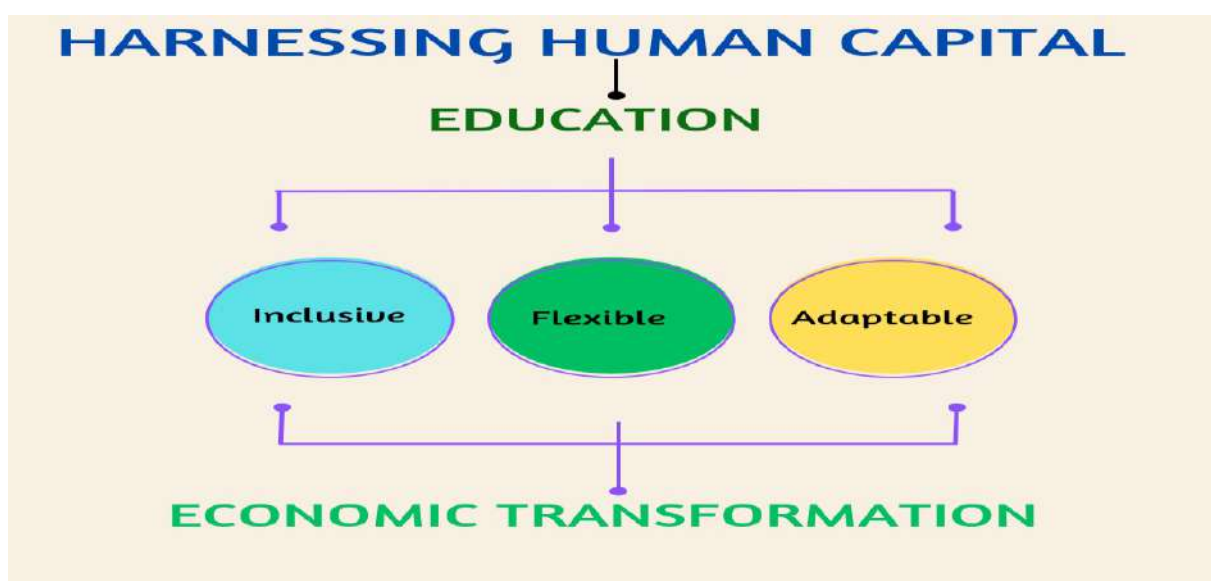 HARNESSING HUMAN CAPITAL
EDUCATION
Inclusive Flexible Adaptable
ECONOMIC TRANSFORMATION